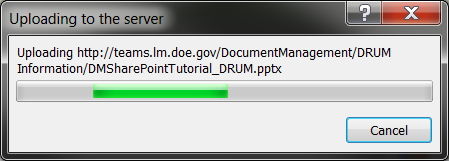 Uploading to the server
Uploading http://teams.lm.doe.gov/DocumentManagement/DRUM
Information/DMSharePointTutorial_DRUM.pptx
Cancel